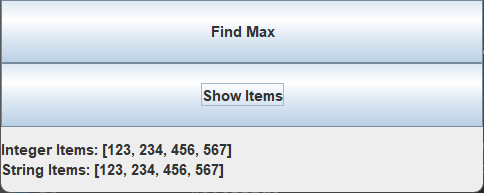 Find Max
Show Items
Integer Items: [123, 234, 456, 567]
String Items: [123, 234, 456, 567]